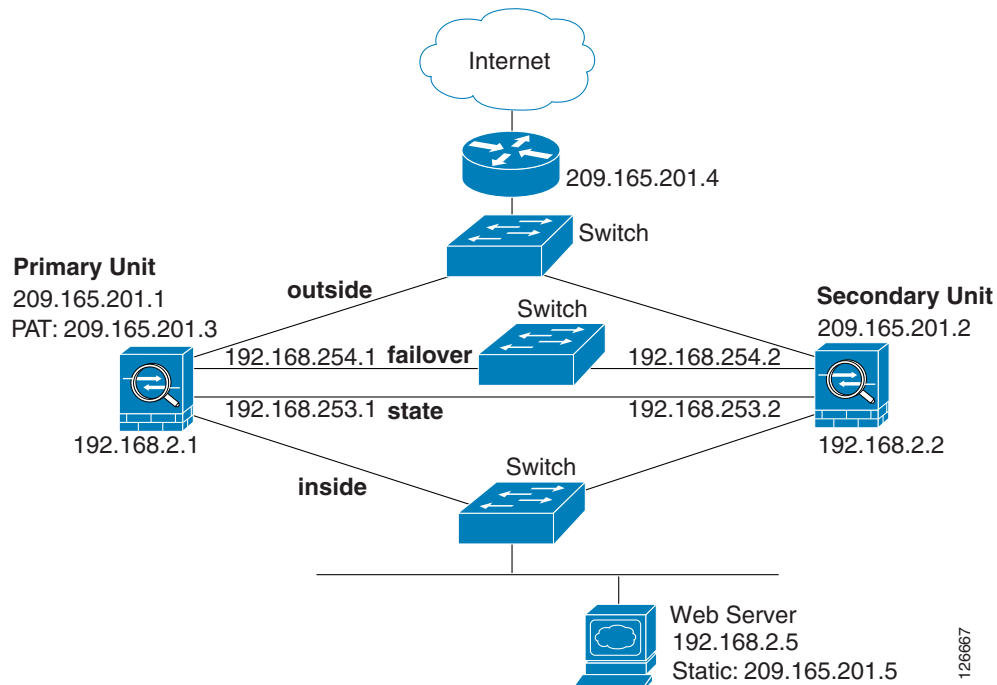 Internet
209.165.201.4
Switch
Primary Unit
209.165.201.1
PAT: 209.165.201.3
outside
Switch
Secondary Unit
209.165.201.2
192.168.254.1
failover
192.168.254.2
192.168.253.1
state
192.168.253.2
192.168.2.1
192.168.2.2
inside
Switch
Web Server
192.168.2.5
Static: 209.165.201.5
126667